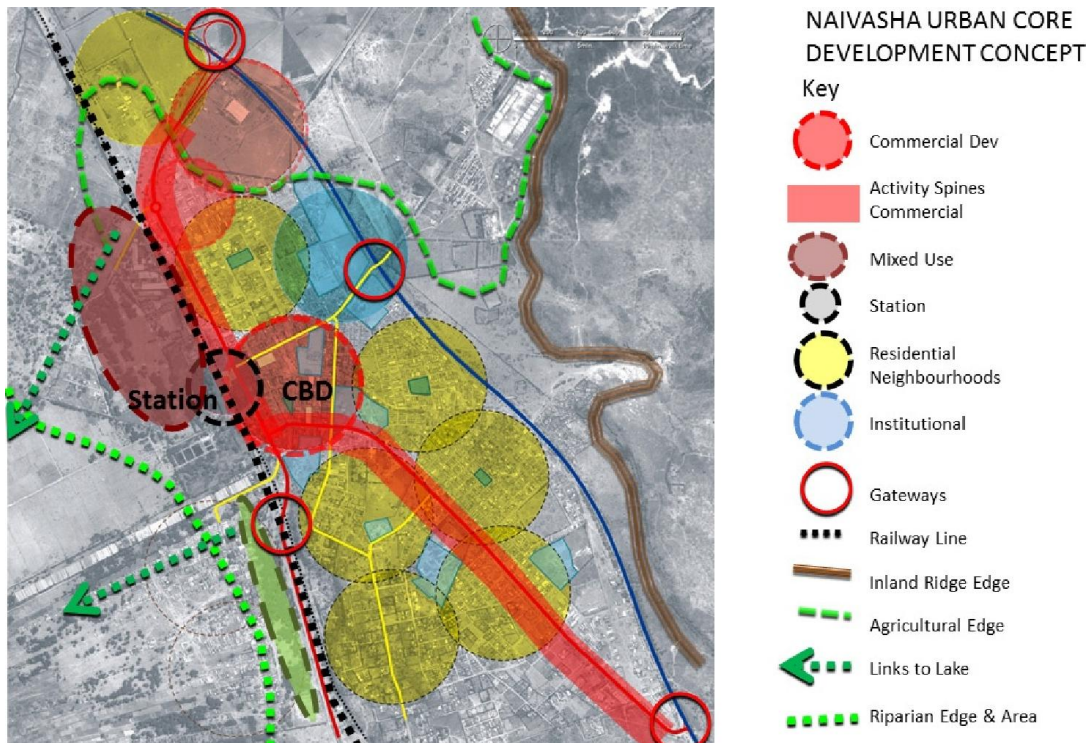 NAIVASHA URBAN CORE
DEVELOPMENT CONCEPT
Key
Commercial Dev
Activity Spines
Commercial
Mixed Use
Station
Residential
Neighbourhoods
Institutional
Gateways
Railway Line
Inland Ridge Edge
Agricultural Edge
Links to Lake
Riparian Edge & Area
Station
CBD
5min